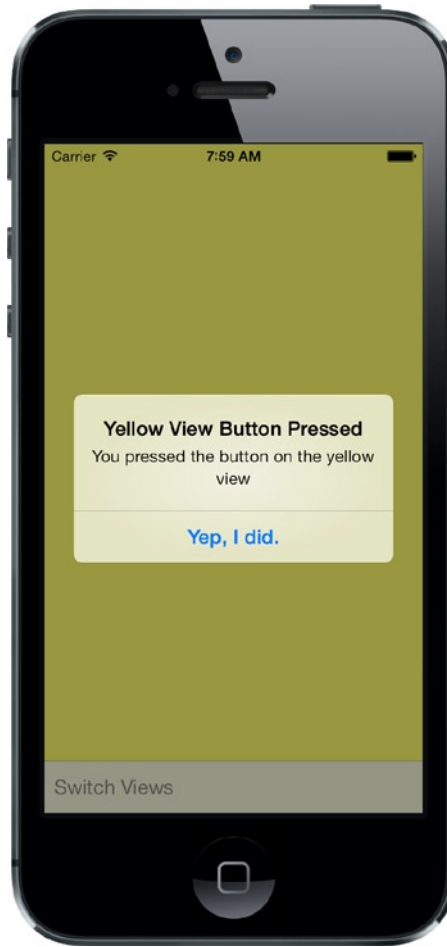 Carrier 7:59 AM
Yellow View Button Pressed
You pressed the button on the yellow
view
Yep, I did.
Switch Views